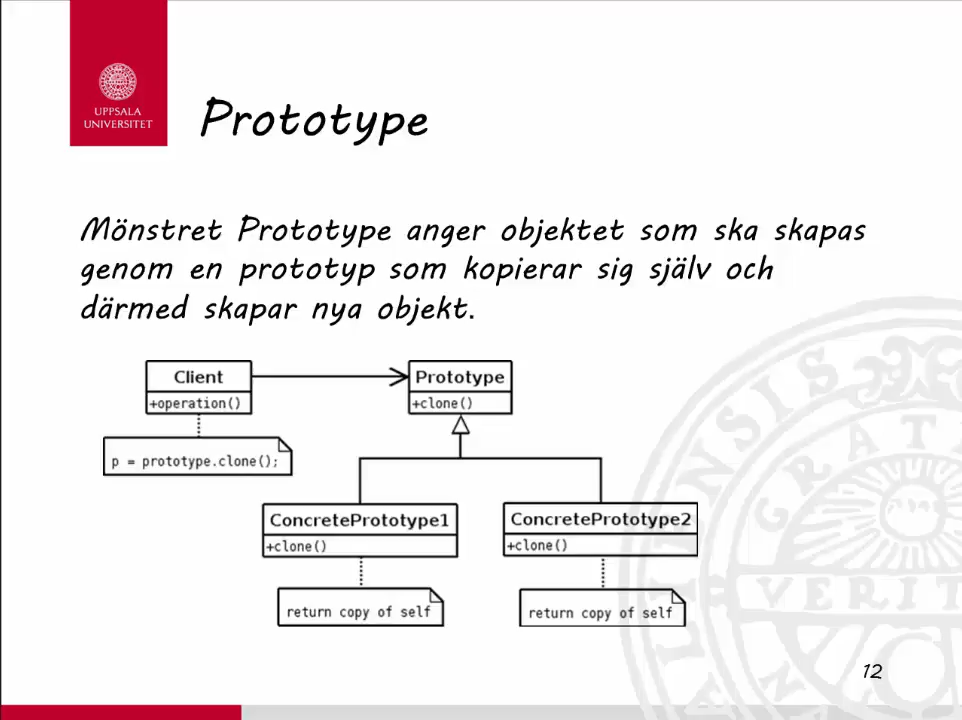 UPPSALA
UNIVERSITET
Prototype
Mönstret Prototype anger objektet som ska skapas
genom en prototyp som kopierar sig själv och
därmed skapar nya objekt.
Client
+operation()
Prototype
+clone()
p = prototype.clone();
ConcretePrototype1
+clone()
ConcretePrototype2
+clone()
return copy of self
return copy of self
GRAT
VERIT
12